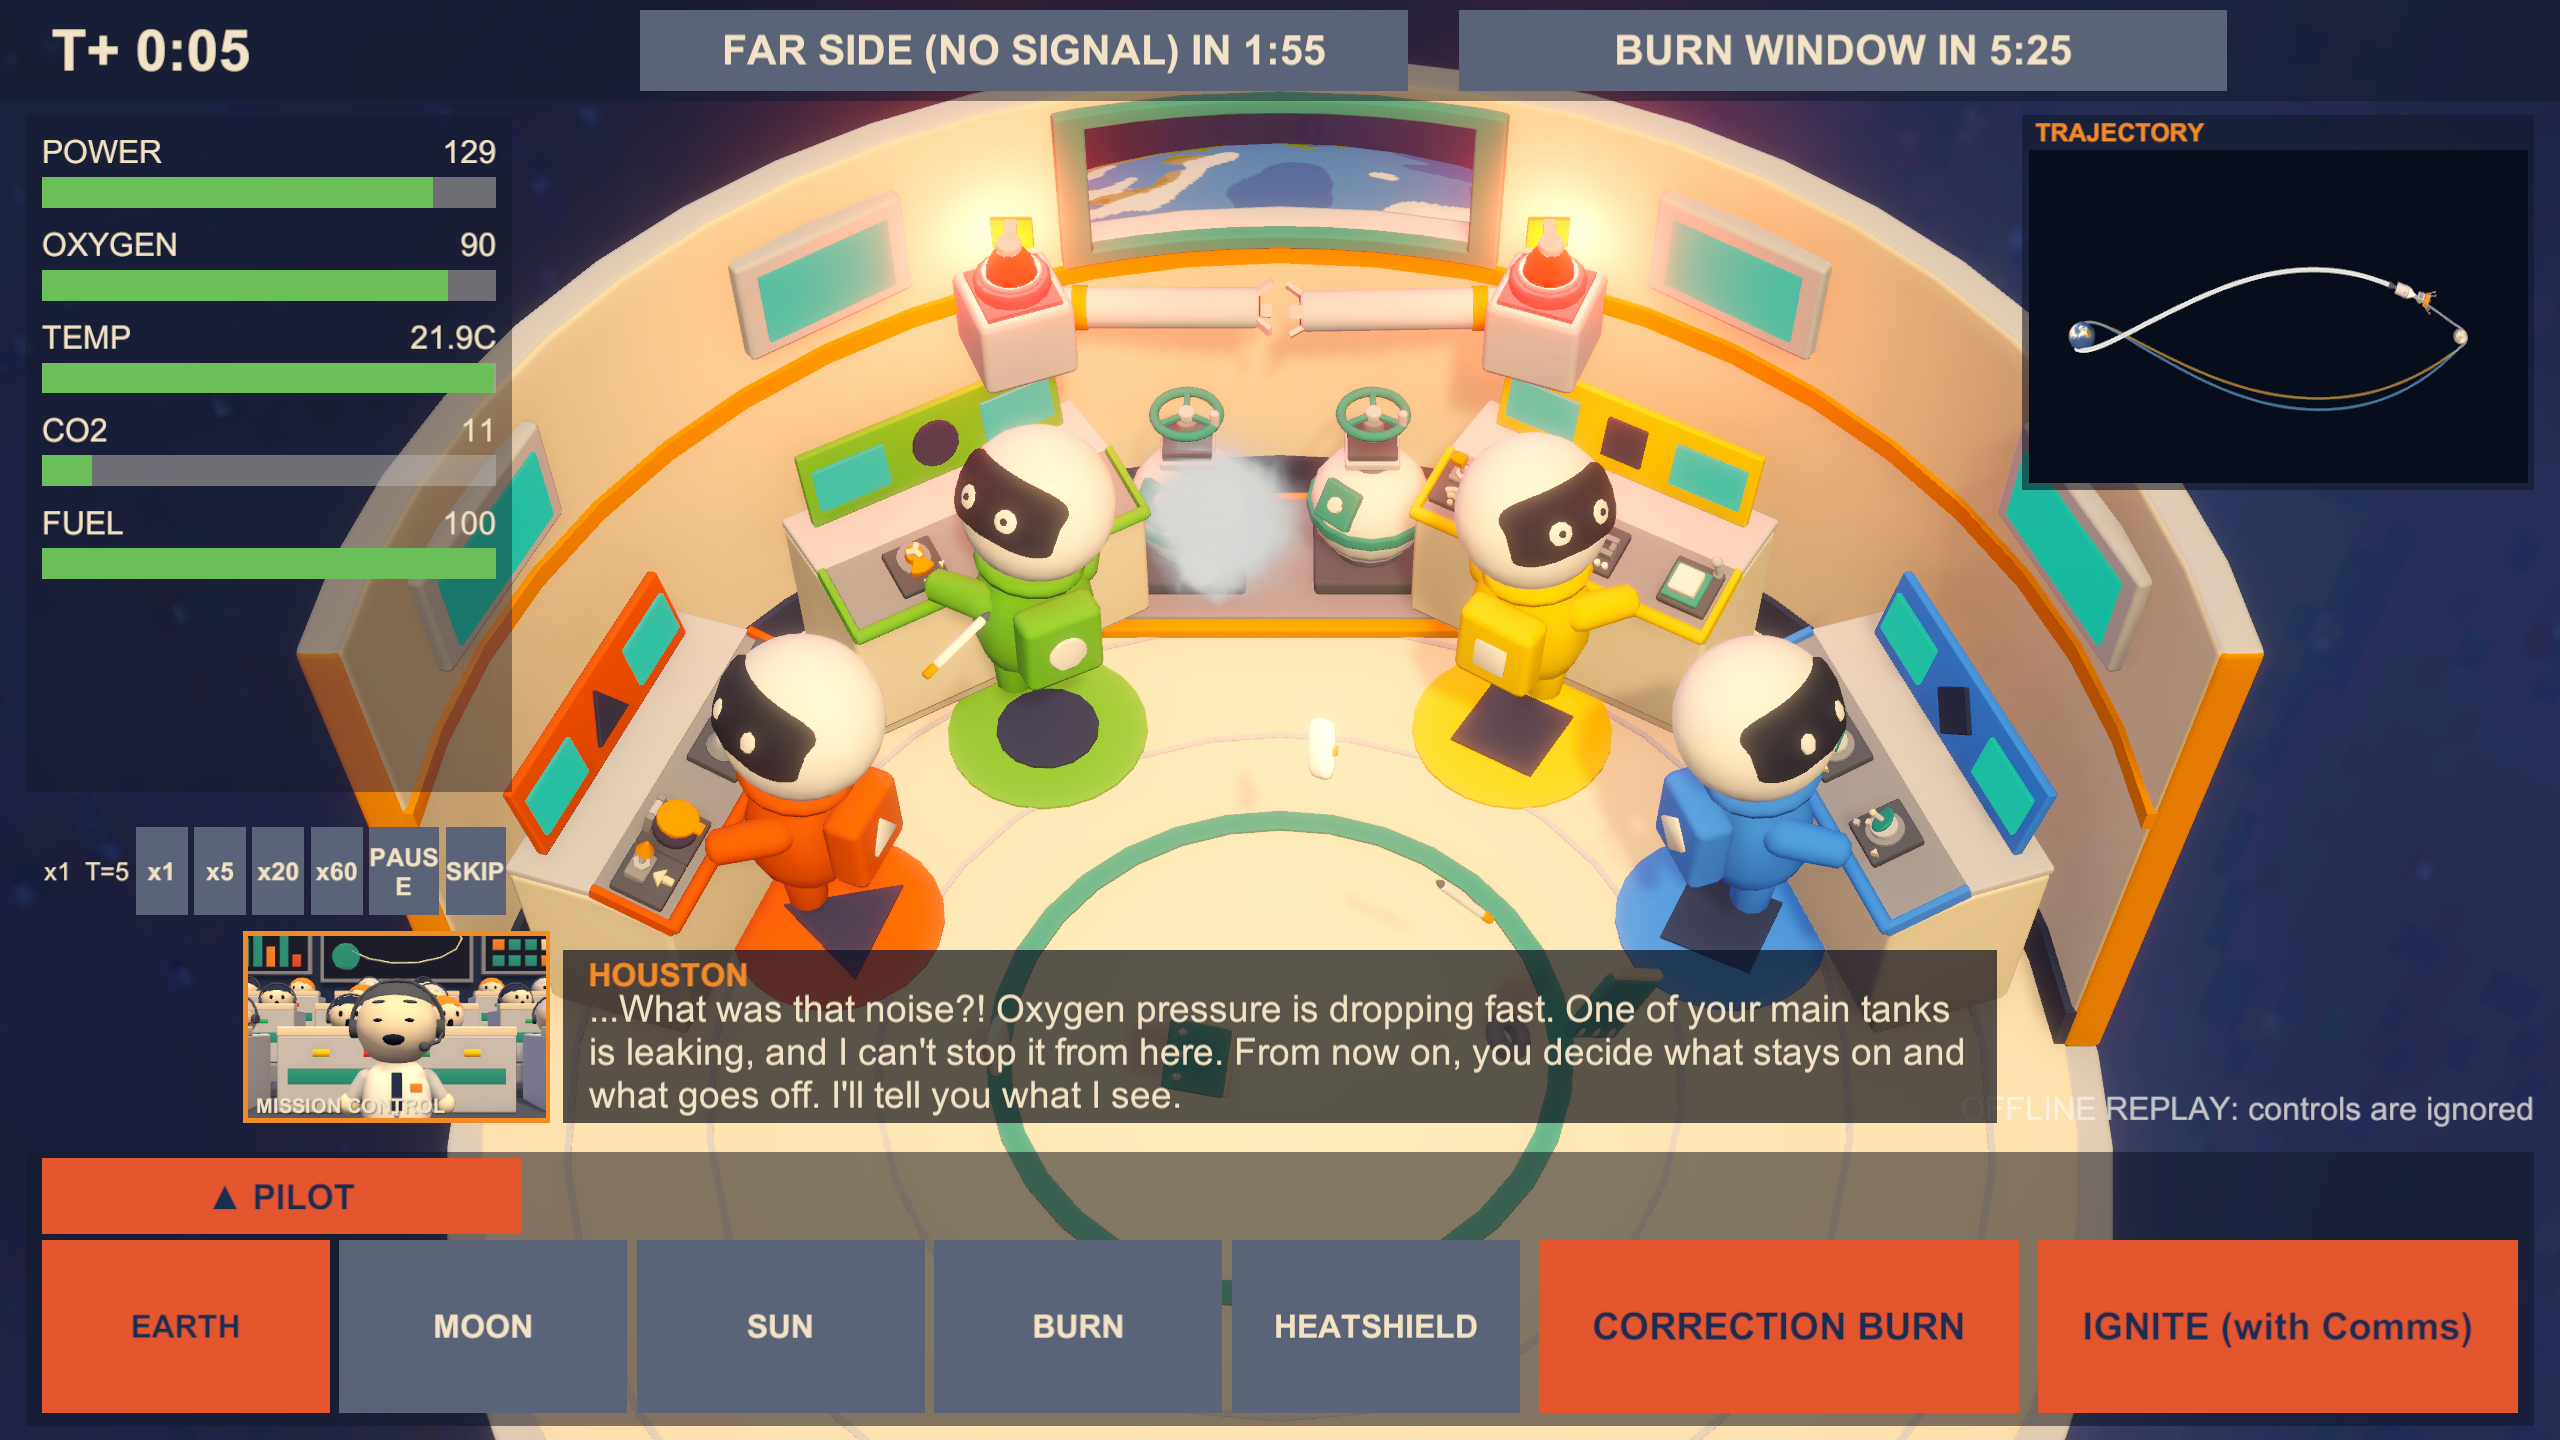 T+ 0:05
FAR SIDE (NO SIGNAL) IN 1:55
BURN WINDOW IN 5:25
POWER 129
OXYGEN 90
TEMP 21.9C
CO2 11
FUEL 100
TRAJECTORY
x1 T=5 x1 x5 x20 x60 PAUS
E SKIP
MISSION CONTROL
HOUSTON
...What was that noise?! Oxygen pressure is dropping fast. One of your main tanks
is leaking, and I can't stop it from here. From now on, you decide what stays on and
what goes off. I'll tell you what I see.
OFFLINE REPLAY: controls are ignored
▲ PILOT
EARTH
MOON
SUN
BURN
HEATSHIELD
CORRECTION BURN
IGNITE (with Comms)